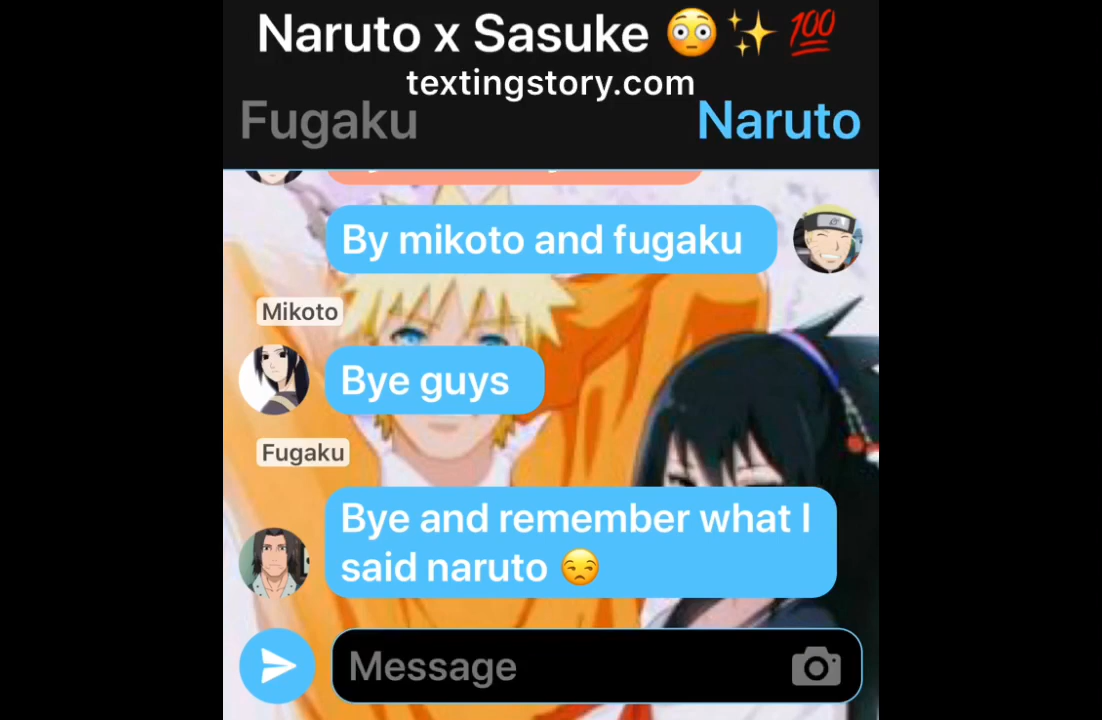 Naruto x Sasuke 😳✨💯
textingstory.com
Fugaku
Naruto
By mikoto and fugaku
Mikoto
Bye guys
Fugaku
Bye and remember what I
said naruto 😒
Message